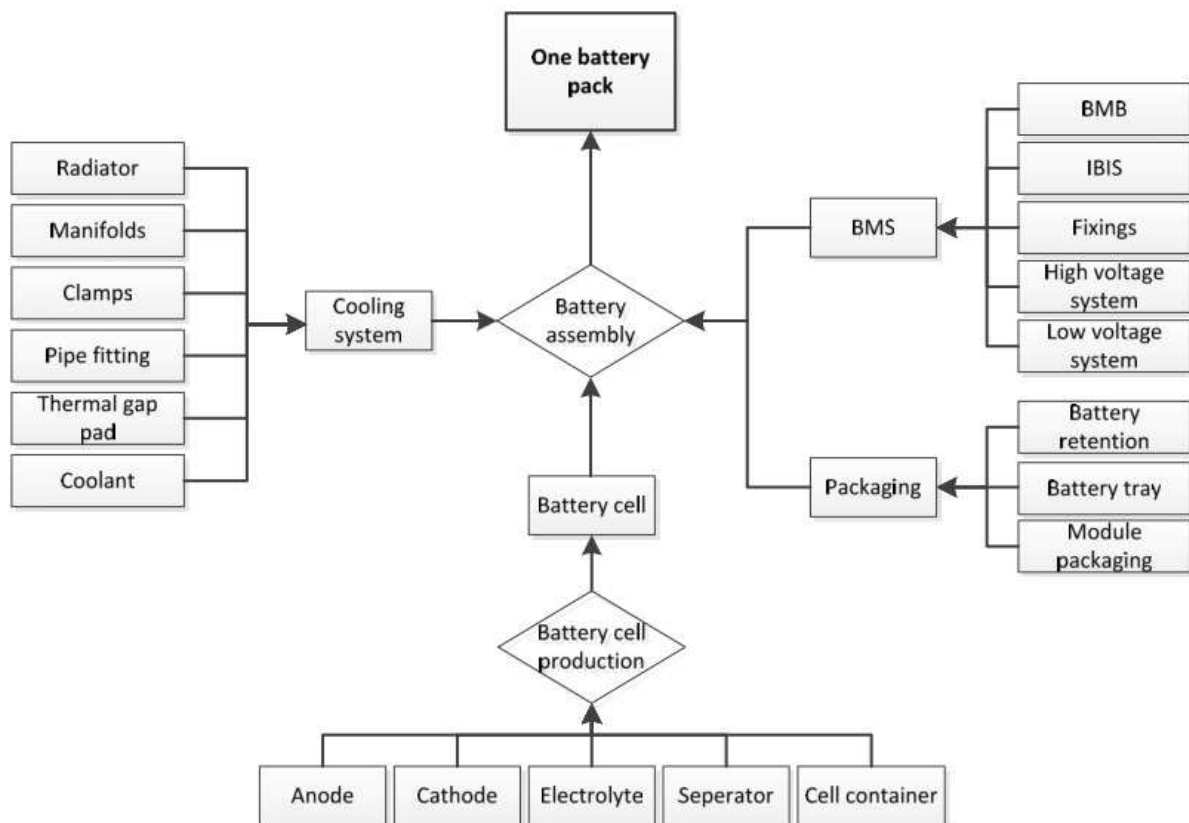 One battery
pack
Radiator
Manifolds
Clamps
Pipe fitting
Thermal gap
pad
Coolant
Cooling
system
Battery
assembly
BMS
Packaging
BMB
IBIS
Fixings
High voltage
system
Low voltage
system
Battery
retention
Battery tray
Module
packaging
Battery cell
Battery cell
production
Anode
Cathode
Electrolyte
Seperator
Cell container